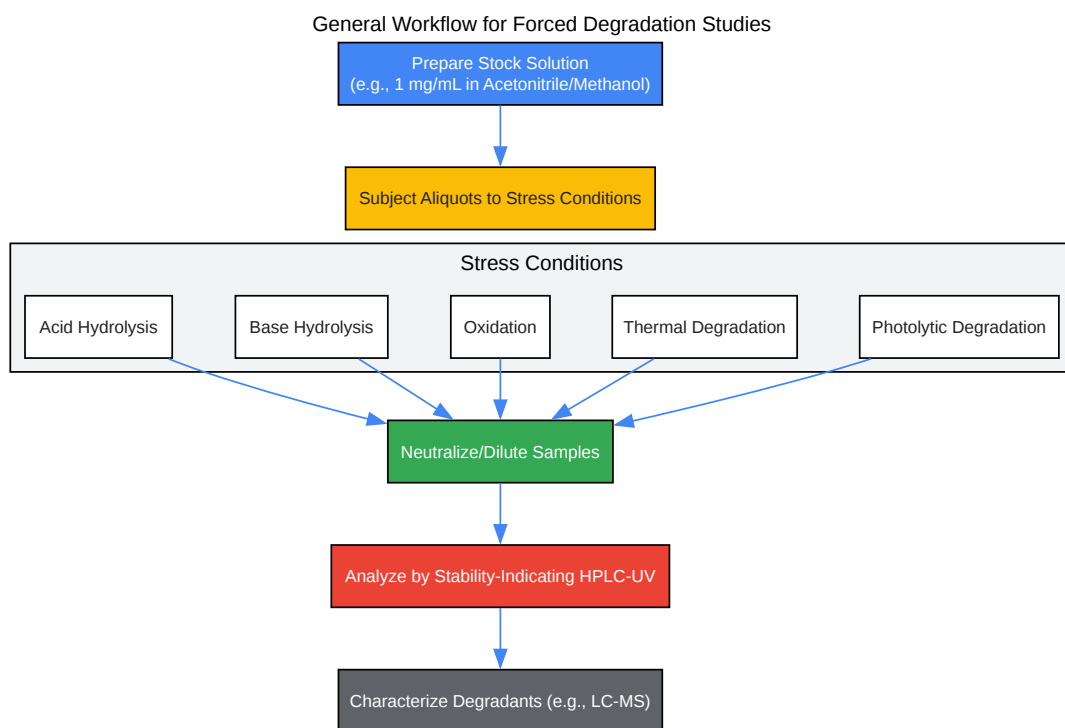 General Workflow for Forced Degradation Studies
Prepare Stock Solution
(e.g., 1 mg/mL in Acetonitrile/Methanol)
Subject Aliquots to Stress Conditions
Stress Conditions
Acid Hydrolysis
Base Hydrolysis
Oxidation
Thermal Degradation
Photolytic Degradation
Neutralize/Dilute Samples
Analyze by Stability-Indicating HPLC-UV
Characterize Degradants (e.g., LC-MS)